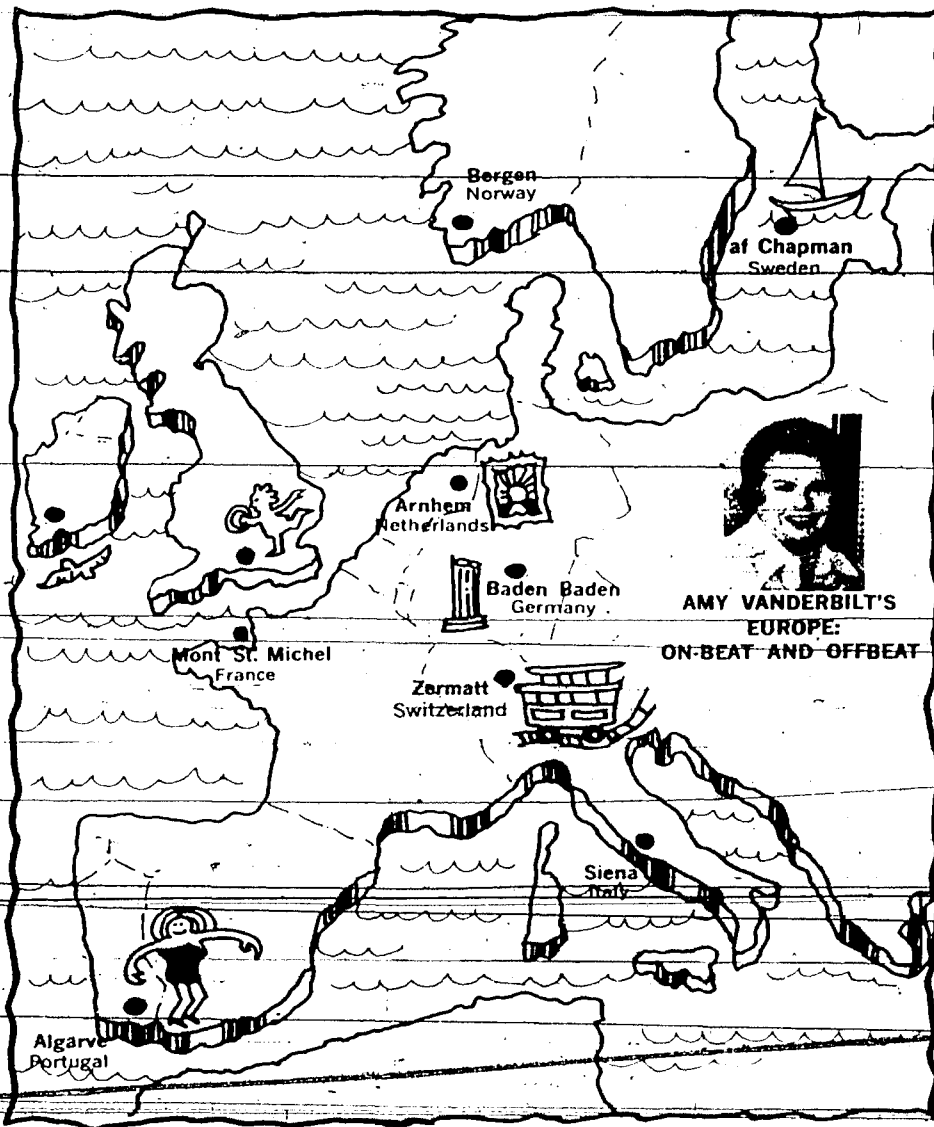 Bergen
Norway
af Chapman
Sweden
Arnhem
Netherlands
Baden Baden
Germany
AMY VANDERBILT'S
EUROPE:
ON-BEAT AND OFFBEAT
Mont St. Michel
France
Zermatt
Switzerland
Siena
Italy
Algarve
Portugal